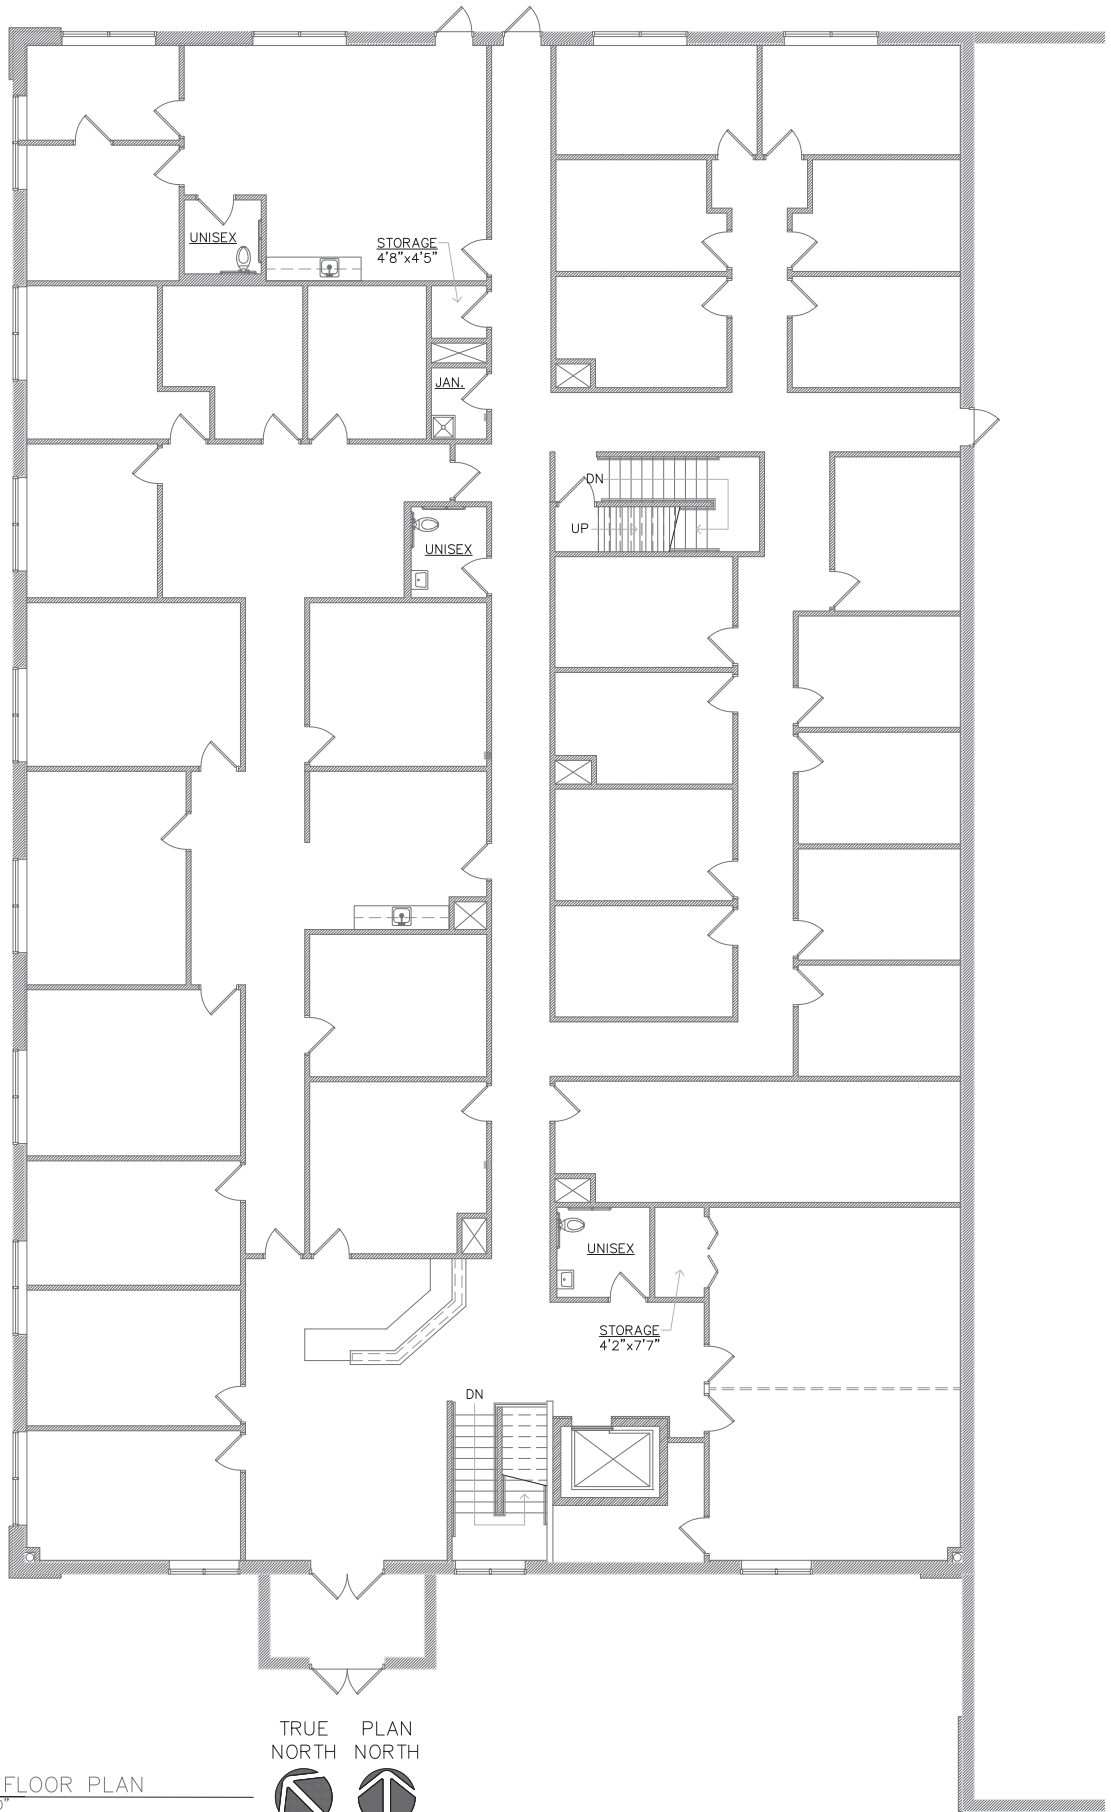 UNISEX
STORAGE
4'8"x4'5"
JAN.
DN
UP
UNISEX
UNISEX
STORAGE
4'2"x7'7"
DN
TRUE NORTH
PLAN NORTH
FLOOR PLAN